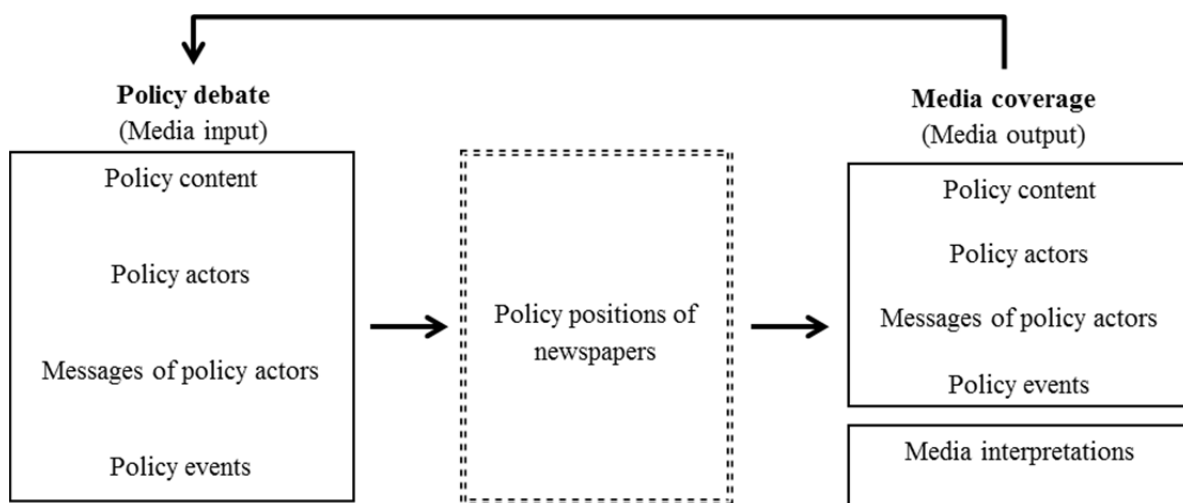 Policy debate
(Media input)
Policy content
Policy actors
Messages of policy actors
Policy events
Policy positions of
newspapers
Media coverage
(Media output)
Policy content
Policy actors
Messages of policy actors
Policy events
Media interpretations